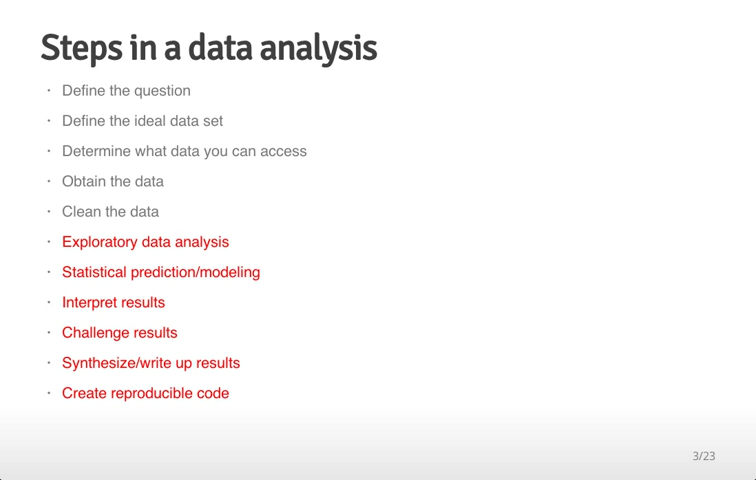 Steps in a data analysis
· Define the question
· Define the ideal data set
· Determine what data you can access
· Obtain the data
· Clean the data
· Exploratory data analysis
· Statistical prediction/modeling
· Interpret results
· Challenge results
· Synthesize/write up results
· Create reproducible code
3/23